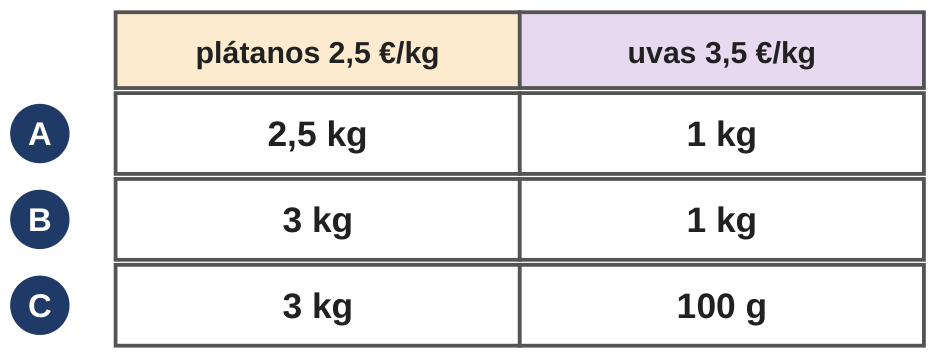 plátanos 2,5 €/kg uvas 3,5 €/kg
A 2,5 kg 1 kg
B 3 kg 1 kg
C 3 kg 100 g